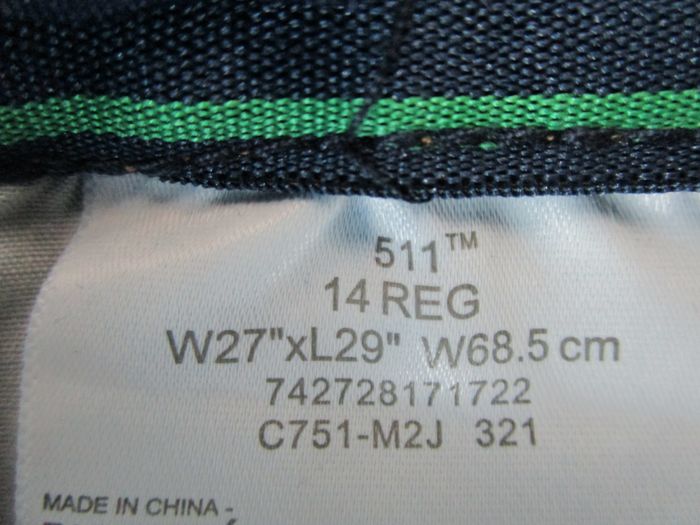 511™
14 REG
W27"xL29" W68.5 cm
742728171722
C751-M2J 321
MADE IN CHINA -